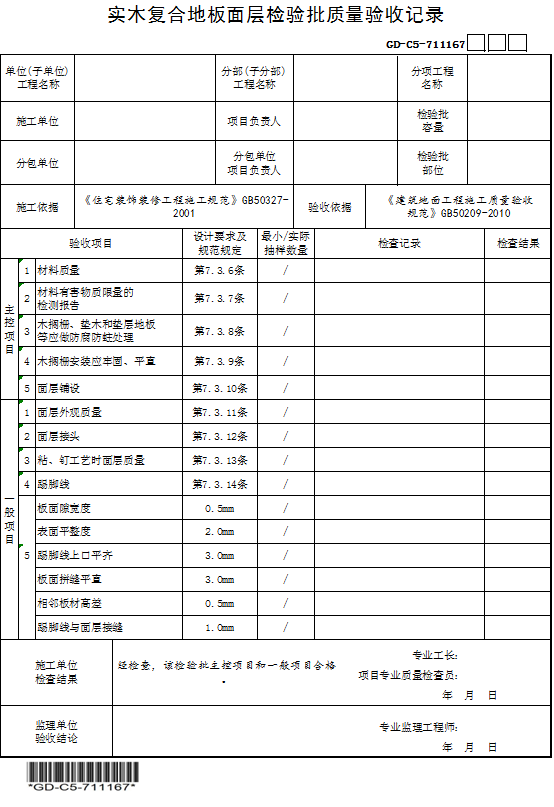 实木复合地板面层检验批质量验收记录
GD-C5-711167
单位(子单位)
工程名称
分部(子分部)
工程名称
分项工程
名称
施工单位
项目负责人
检验批
容量
分包单位
分包单位
项目负责人
检验批
部位
施工依据
《住宅装饰装修工程施工规范》GB50327-
2001
验收依据
《建筑地面工程施工质量验收
规范》GB50209-2010
验收项目
设计要求及
规范规定
最小/实际
抽样数量
检查记录
检查结果
主控项目
1 材料质量 第7.3.6条 /
2 材料有害物质限量的
检测报告 第7.3.7条 /
3 木搁栅、垫木和垫层地板
等应做防腐防蛀处理 第7.3.8条 /
4 木搁栅安装应牢固、平直 第7.3.9条 /
5 面层铺设 第7.3.10条 /
一般项目
1 面层外观质量 第7.3.11条 /
2 面层接头 第7.3.12条 /
3 粘、钉工艺时面层质量 第7.3.13条 /
4 踢脚线 第7.3.14条 /
5
板面隙宽度 0.5mm /
表面平整度 2.0mm /
踢脚线上口平齐 3.0mm /
板面拼缝平直 3.0mm /
相邻板材高差 0.5mm /
踢脚线与面层接缝 1.0mm /
施工单位
检查结果
经检查，该检验批主控项目和一般项目合格
。
专业工长:
项目专业质量检查员:
年 月 日
监理单位
验收结论
专业监理工程师:
年 月 日
*GD-C5-711167*